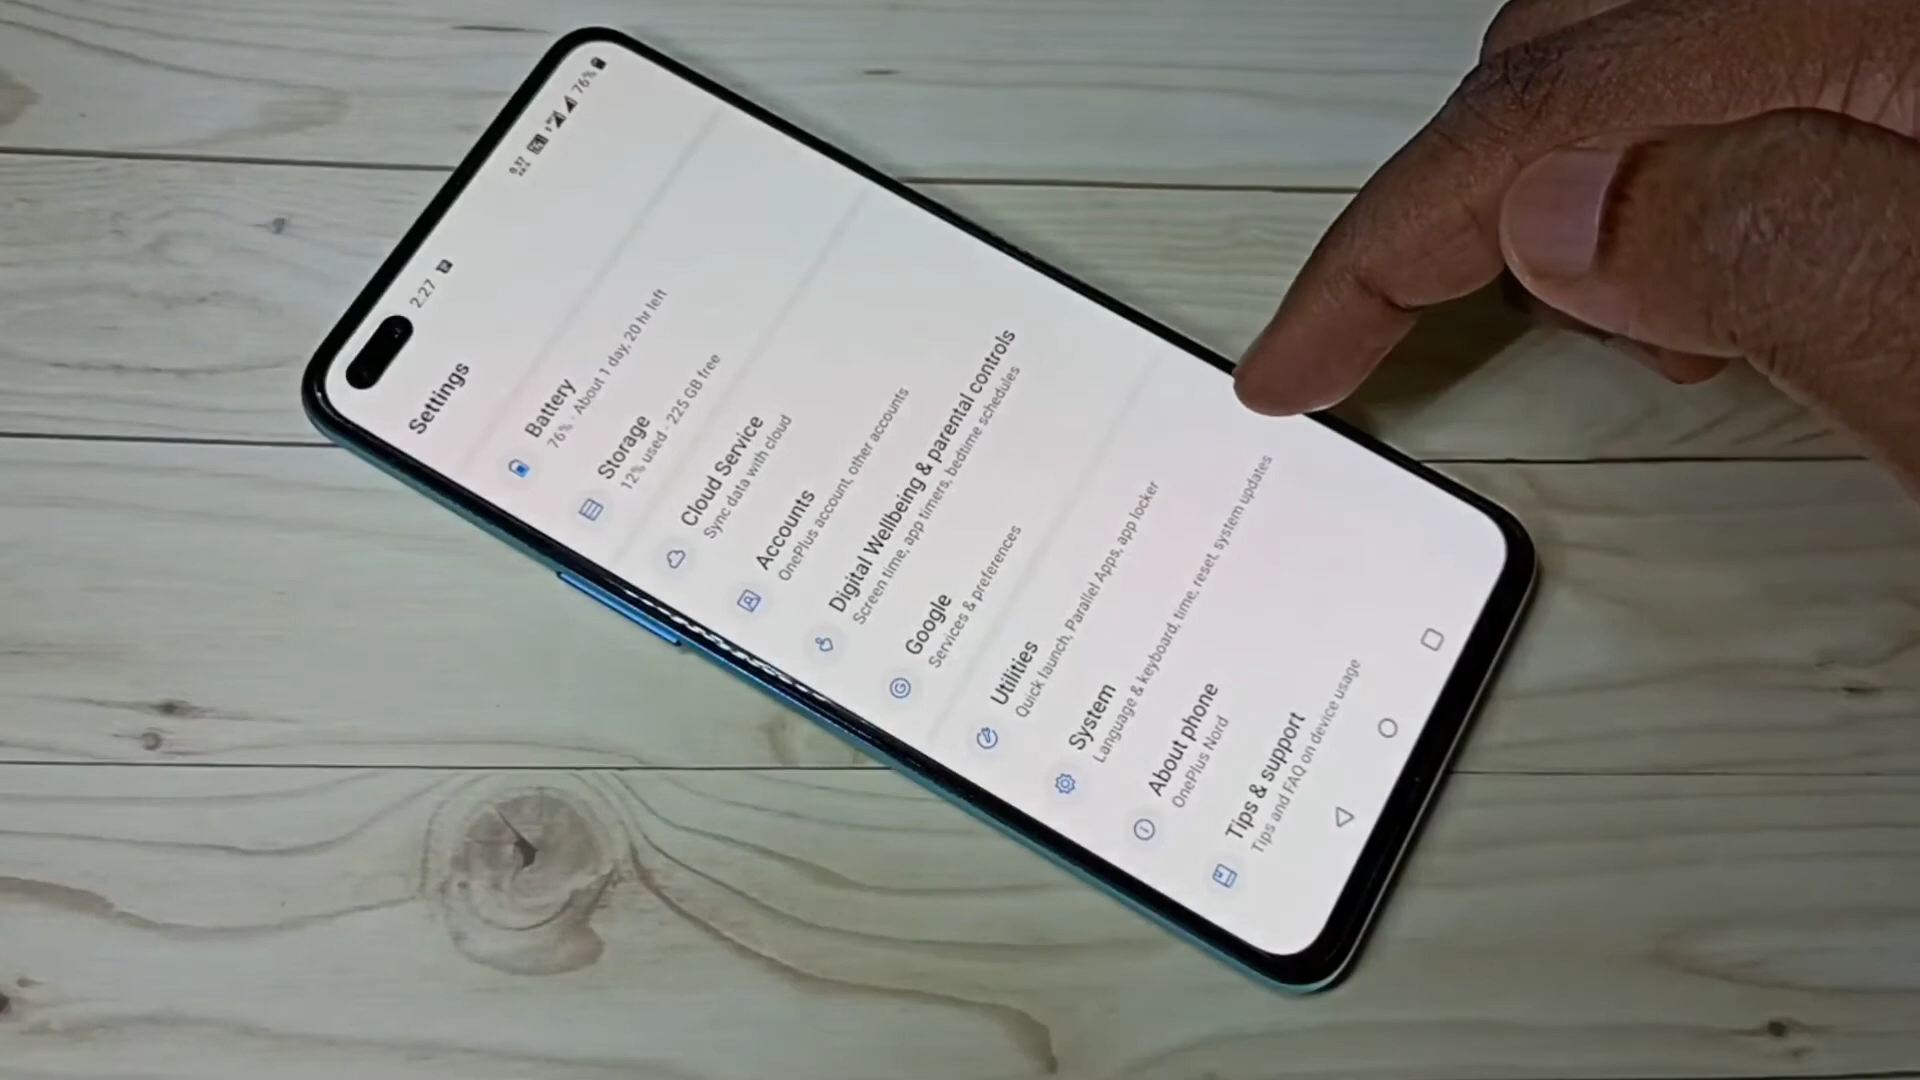 2:27
76%
Settings
Battery
76% - About 1 day, 20 hr left
Storage
12% used - 225 GB free
Cloud Service
Sync data with cloud
Accounts
OnePlus account, other accounts
Digital Wellbeing & parental controls
Screen time, app timers, bedtime schedules
Google
Services & preferences
Utilities
Quick launch, Parallel Apps, app locker
System
Language & keyboard, time, reset, system updates
About phone
OnePlus Nord
Tips & support
Tips and FAQ on device usage